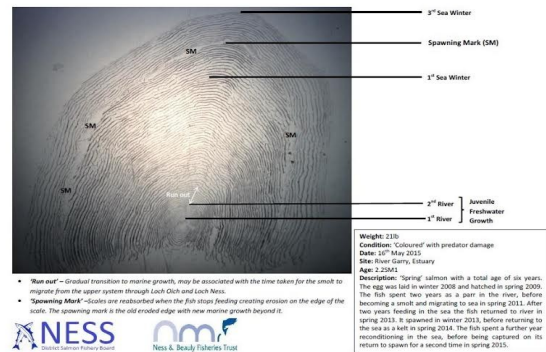 3rd Sea Winter
SM
Spawning Mark (SM)
1st Sea Winter
SM
SM
SM
Run out
2nd River
1st River
Juvenile
Freshwater
Growth
• 'Run out' – Gradual transition to marine growth, may be associated with the time taken for the smolt to
migrate from the upper system through Loch Oich and Loch Ness.
• 'Spawning Mark' –Scales are reabsorbed when the fish stops feeding creating erosion on the edge of the
scale. The spawning mark is the old eroded edge with new marine growth beyond it.
NESS
District Salmon Fishery Board
nmf
Ness & Beauly Fisheries Trust
Weight: 21lb
Condition: 'Coloured' with predator damage
Date: 16th May 2015
Site: River Garry, Estuary
Age: 2.2SM1
Description: 'Spring' salmon with a total age of six years.
The egg was laid in winter 2008 and hatched in spring 2009.
The fish spent two years as a parr in the river, before
becoming a smolt and migrating to sea in spring 2011. After
two years feeding in the sea the fish returned to river in
spring 2013. It spawned in winter 2013, before returning to
the sea as a kelt in spring 2014. The fish spent a further year
reconditioning in the sea, before being captured on its
return to spawn for a second time in spring 2015.